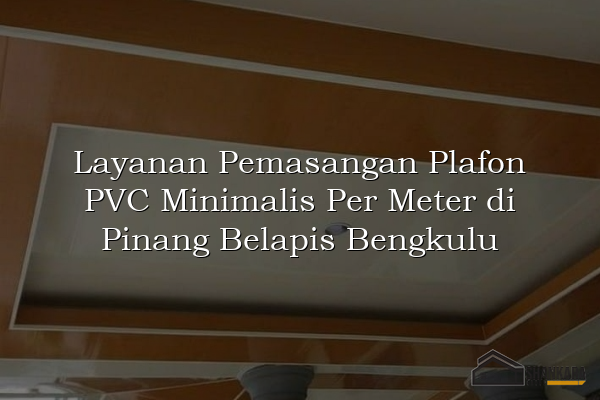 Layanan Pemasangan Plafon
PVC Minimalis Per Meter di
Pinang Belapis Bengkulu